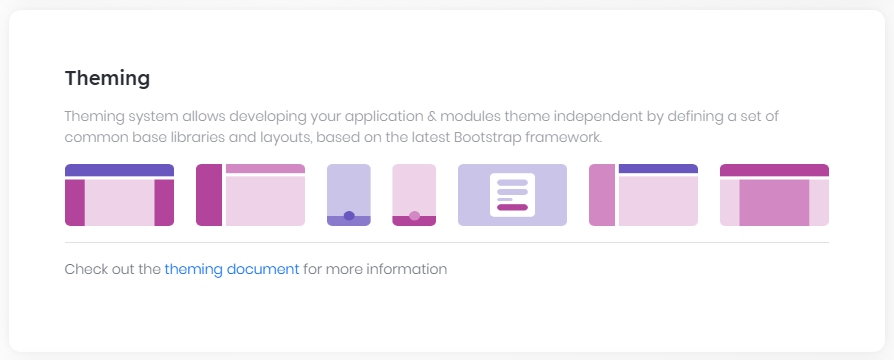 Theming
Theming system allows developing your application & modules theme independent by defining a set of
common base libraries and layouts, based on the latest Bootstrap framework.
Check out the theming document for more information